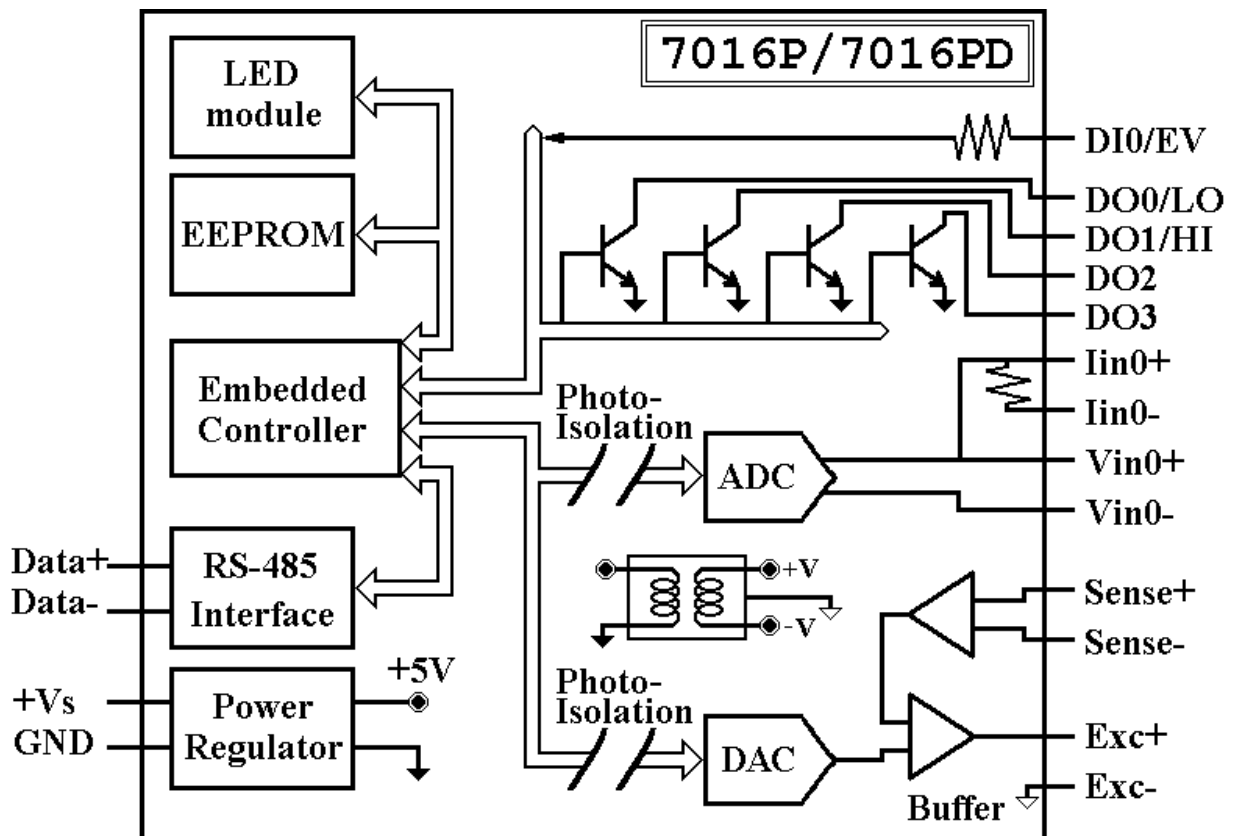 7016P/7016PD
LED
module
EEPROM
Embedded
Controller
RS-485
Interface
Power
Regulator
Data+
Data-
+Vs
GND
+5V
DI0/EV
DO0/LO
DO1/HI
DO2
DO3
Iin0+
Iin0-
Photo-
Isolation
ADC
Vin0+
Vin0-
+V
-V
Sense+
Sense-
Photo-
Isolation
DAC
Buffer
Exc+
Exc-